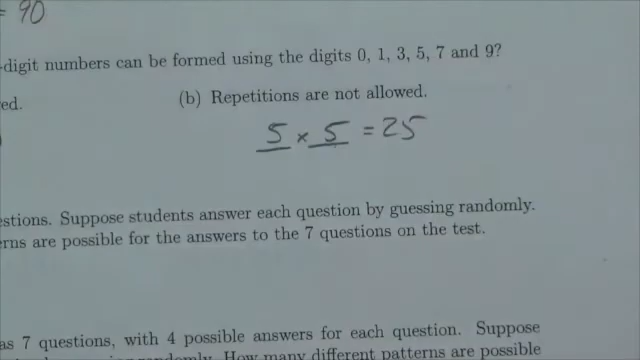 = 90
-digit numbers can be formed using the digits 0, 1, 3, 5, 7 and 9?
ed.
(b) Repetitions are not allowed.
5 × 5 = 25
estions. Suppose students answer each question by guessing randomly.
rns are possible for the answers to the 7 questions on the test.
as 7 questions, with 4 possible answers for each question. Suppose
randomly. How many different patterns are possible